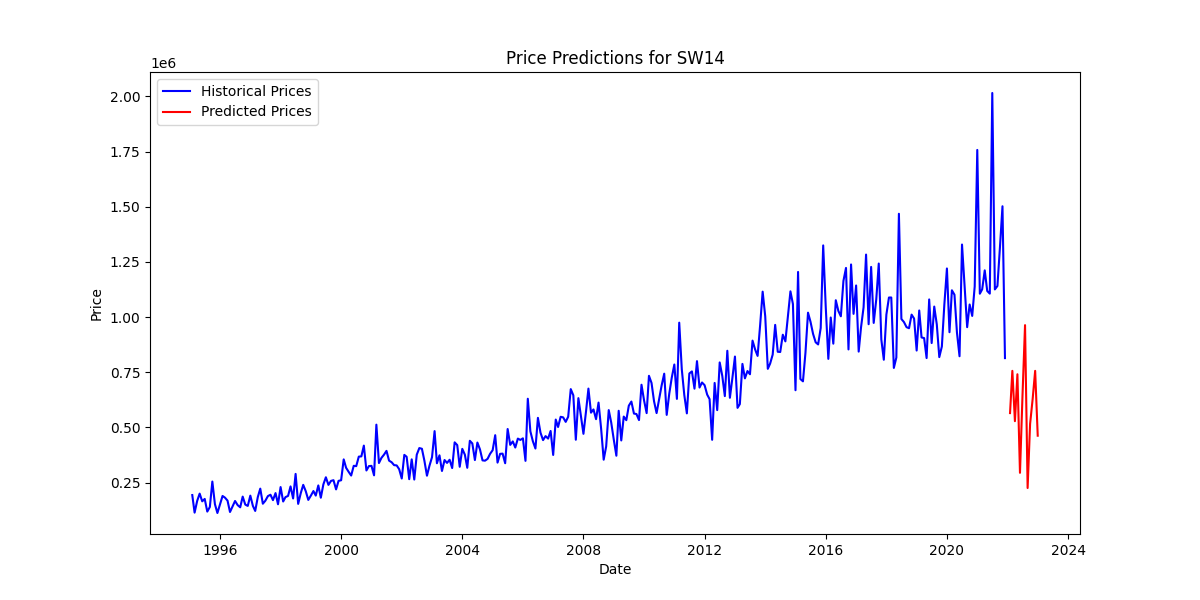 Price Predictions for SW14
1e6
Historical Prices
Predicted Prices
2.00
1.75
1.50
1.25
1.00
0.75
0.50
0.25
Price
1996 2000 2004 2008 2012 2016 2020 2024
Date